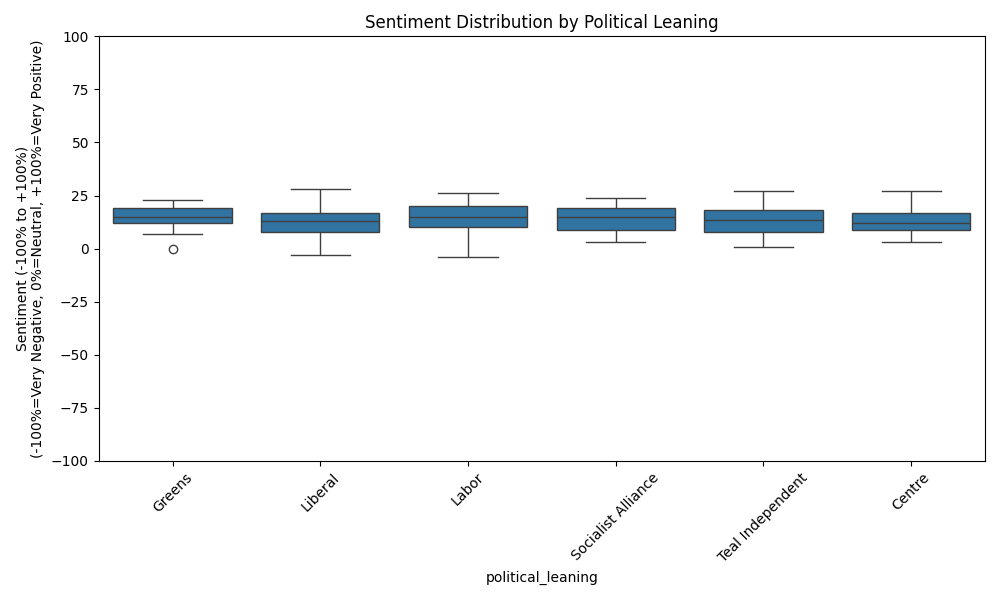 Sentiment Distribution by Political Leaning
Sentiment (-100% to +100%)
(-100%=Very Negative, 0%=Neutral, +100%=Very Positive)
100
75
50
25
0
−25
−50
−75
−100
Greens
Liberal
Labor
Socialist Alliance
Teal Independent
Centre
political_leaning